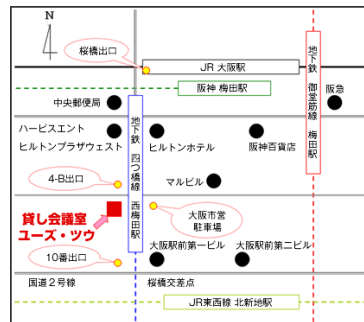 N
桜橋出口
JR 大阪駅
阪神 梅田駅
地下鉄 御堂筋線 梅田駅
阪急
中央郵便局
地下鉄 四つ橋線 西梅田駅
ハービスエント
ヒルトンプラザウェスト
ヒルトンホテル
阪神百貨店
4-B出口
マルビル
貸し会議室
ユーズ・ツウ
大阪市営
駐車場
10番出口
大阪駅前第一ビル
大阪駅前第二ビル
国道2号線
桜橋交差点
JR東西線 北新地駅